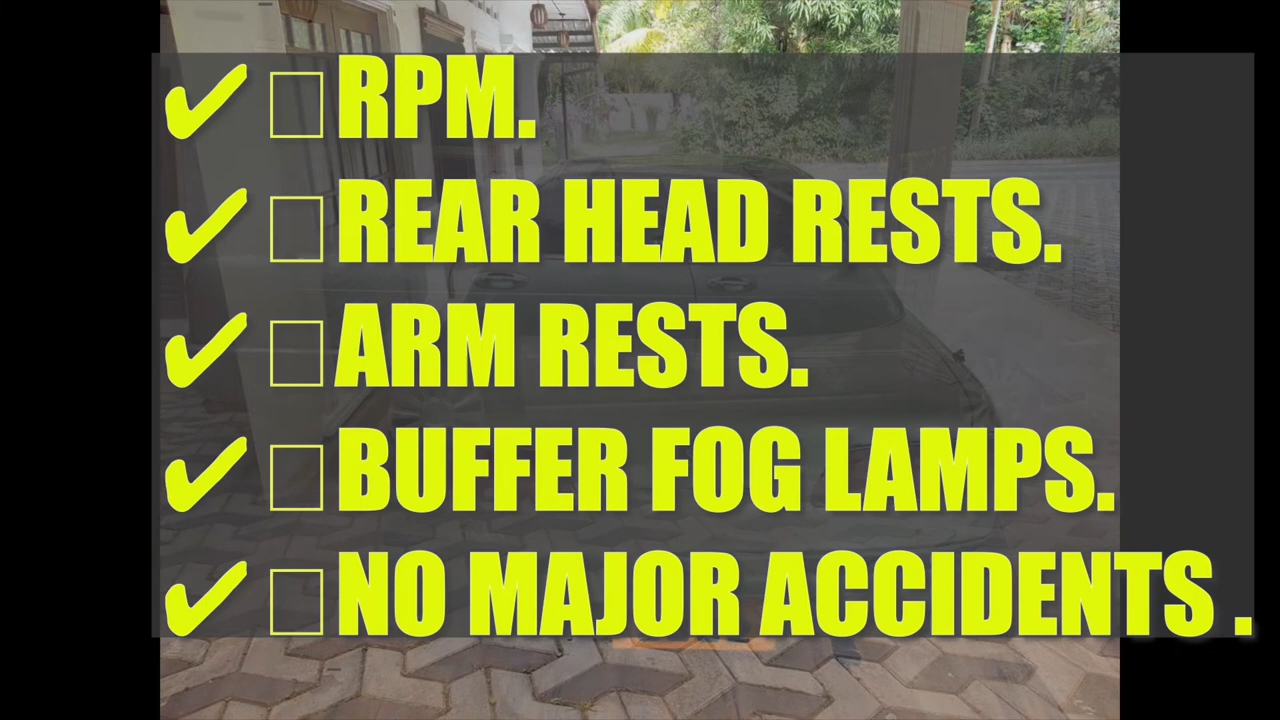 ✔ □RPM.
✔ □REAR HEAD RESTS.
✔ □ARM RESTS.
✔ □BUFFER FOG LAMPS.
✔ □NO MAJOR ACCIDENTS .